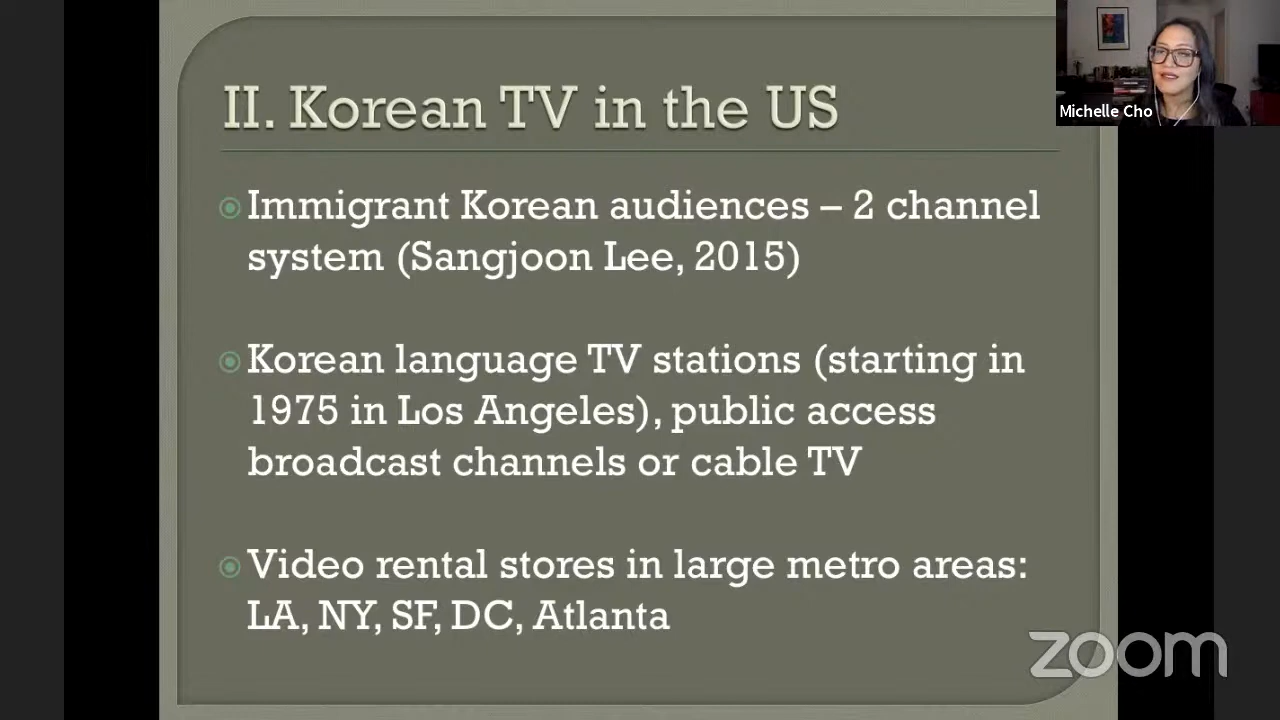 II. Korean TV in the US
Michelle Cho
Immigrant Korean audiences – 2 channel
system (Sangjoon Lee, 2015)
Korean language TV stations (starting in
1975 in Los Angeles), public access
broadcast channels or cable TV
Video rental stores in large metro areas:
LA, NY, SF, DC, Atlanta
zoom